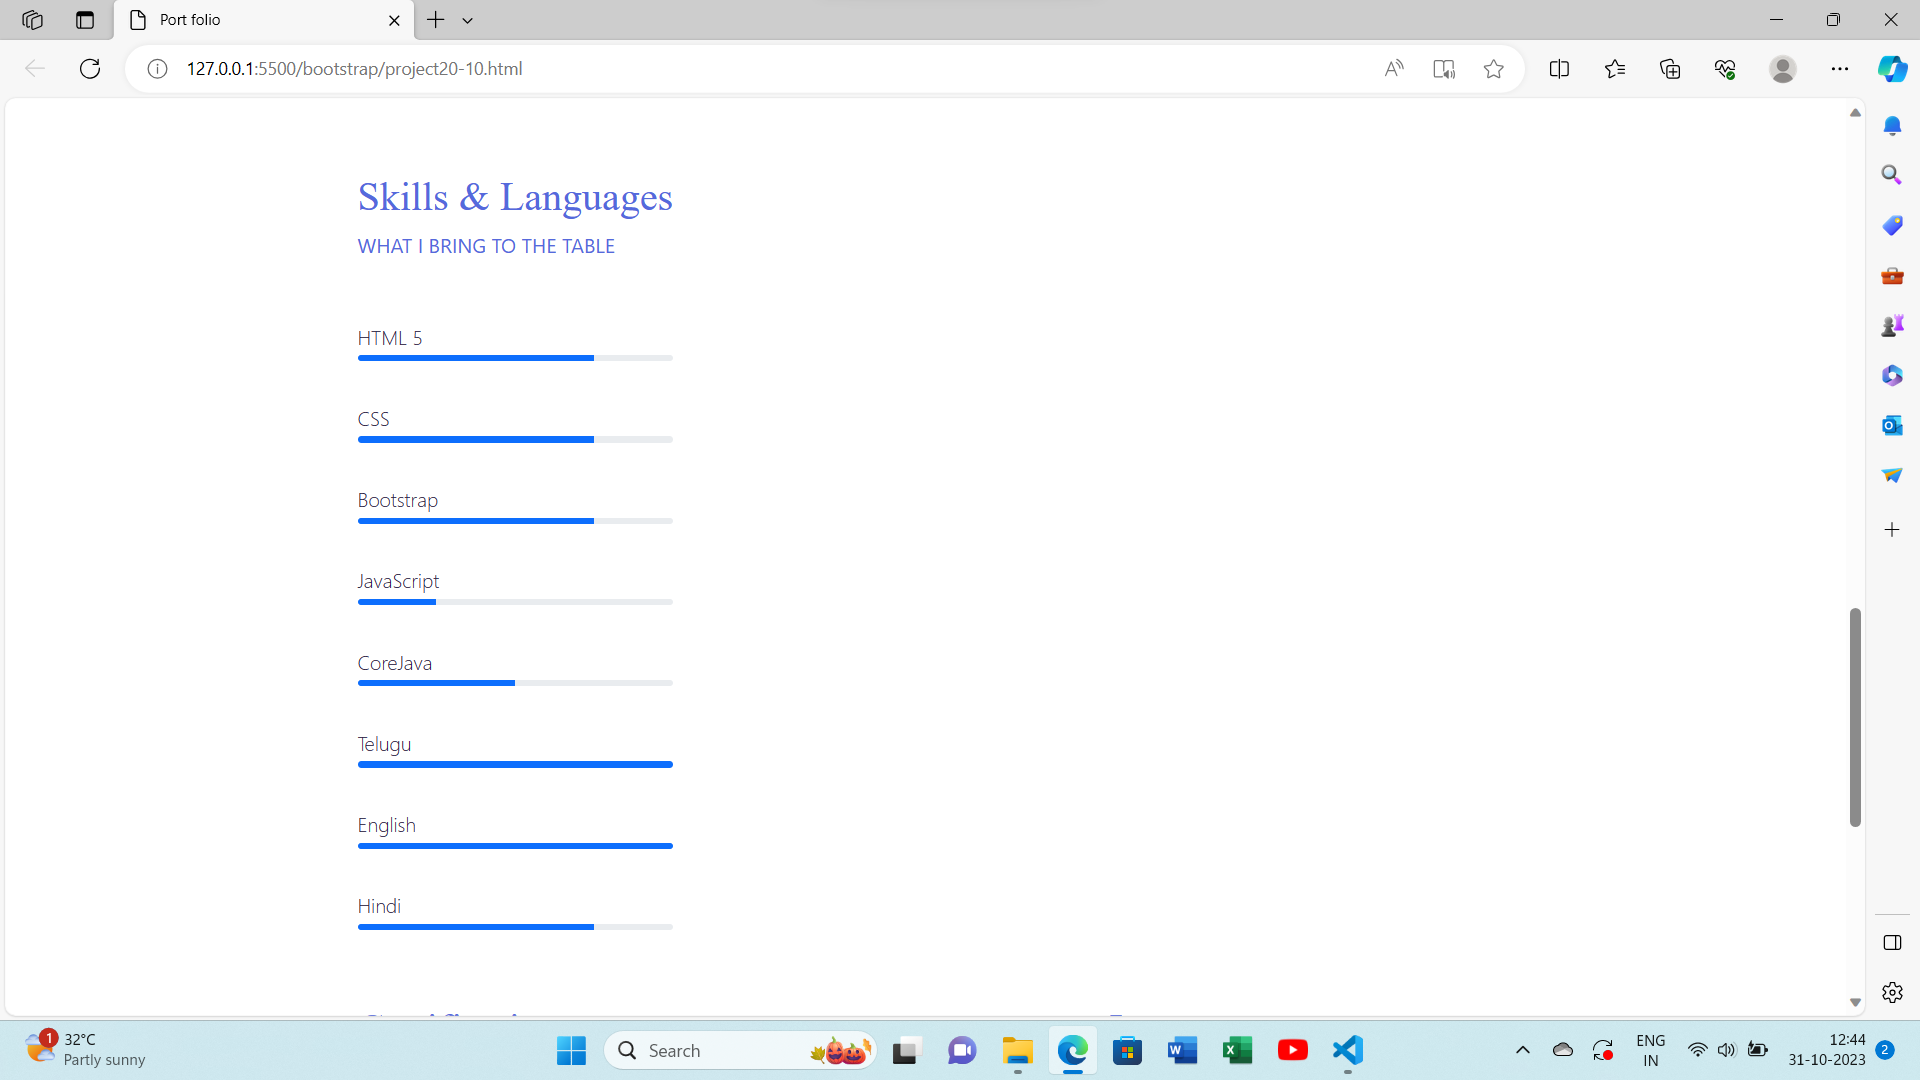 Port folio
127.0.0.1:5500/bootstrap/project20-10.html
Skills & Languages
WHAT I BRING TO THE TABLE
HTML 5
CSS
Bootstrap
JavaScript
CoreJava
Telugu
English
Hindi
1
32°C
Partly sunny
Search
ENG
IN
12:44
31-10-2023
2